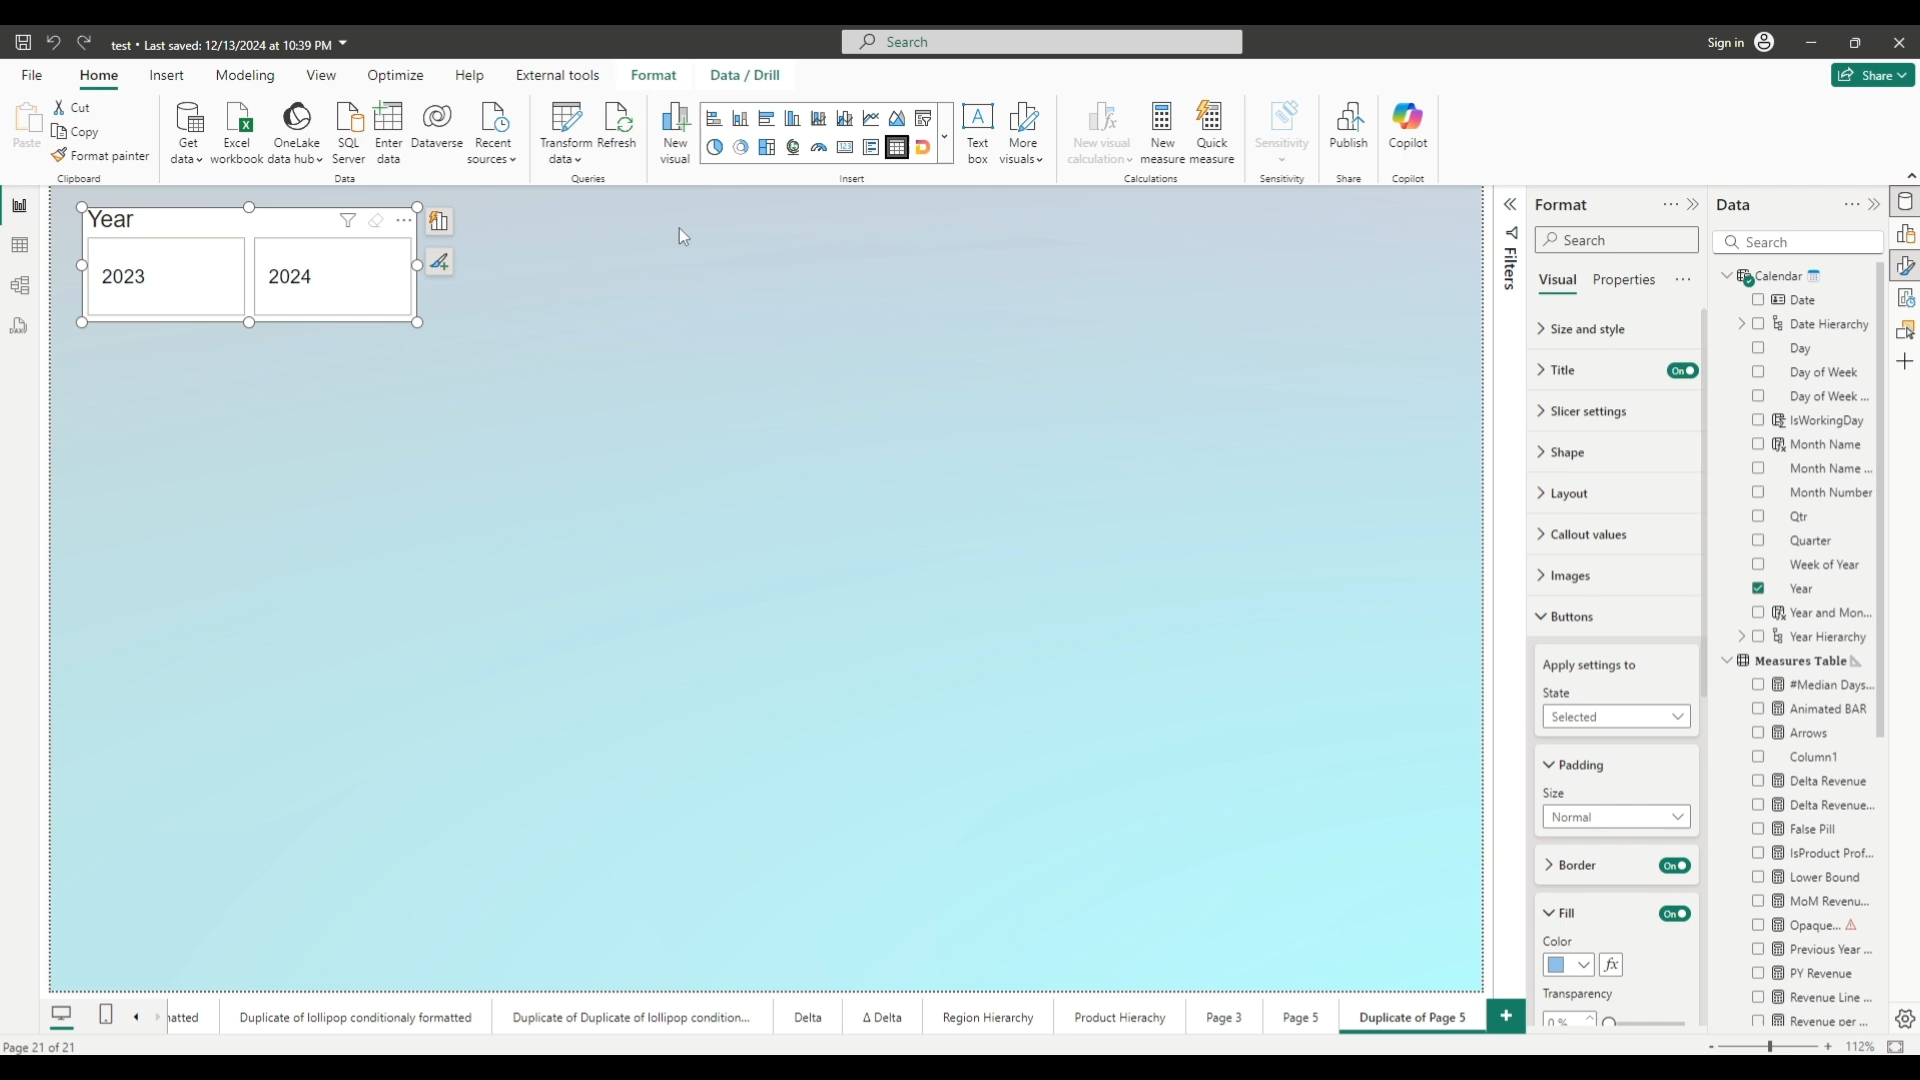 test • Last saved: 12/13/2024 at 10:39 PM
Search
Sign in
File
Home
Insert
Modeling
View
Optimize
Help
External tools
Format
Data / Drill
Share
Paste
Cut
Copy
Format painter
Clipboard
Get data
Excel workbook
OneLake data hub
SQL Server
Enter data
Dataverse
Recent sources
Data
Transform data
Refresh
Queries
New visual
Text box
More visuals
Insert
New visual calculation
New measure
Quick measure
Calculations
Sensitivity
Sensitivity
Publish
Share
Copilot
Copilot
Year
2023
2024
Filters
Format
Search
Visual
Properties
Size and style
Title
On
Slicer settings
Shape
Layout
Callout values
Images
Buttons
Apply settings to
State
Selected
Padding
Size
Normal
Border
On
Fill
On
Color
fx
Transparency
0 %
Data
Search
Calendar
Date
Date Hierarchy
Day
Day of Week
Day of Week ...
IsWorkingDay
Month Name
Month Name ...
Month Number
Qtr
Quarter
Week of Year
Year
Year and Mon...
Year Hierarchy
Measures Table
#Median Days...
Animated BAR
Arrows
Column1
Delta Revenue
Delta Revenue...
False Pill
IsProduct Prof...
Lower Bound
MoM Revenu...
Opaque...
Previous Year ...
PY Revenue
Revenue Line ...
Revenue per ...
atted
Duplicate of lollipop conditionaly formatted
Duplicate of Duplicate of lollipop condition...
Delta
Δ Delta
Region Hierarchy
Product Hierachy
Page 3
Page 5
Duplicate of Page 5
Page 21 of 21
- + 112%